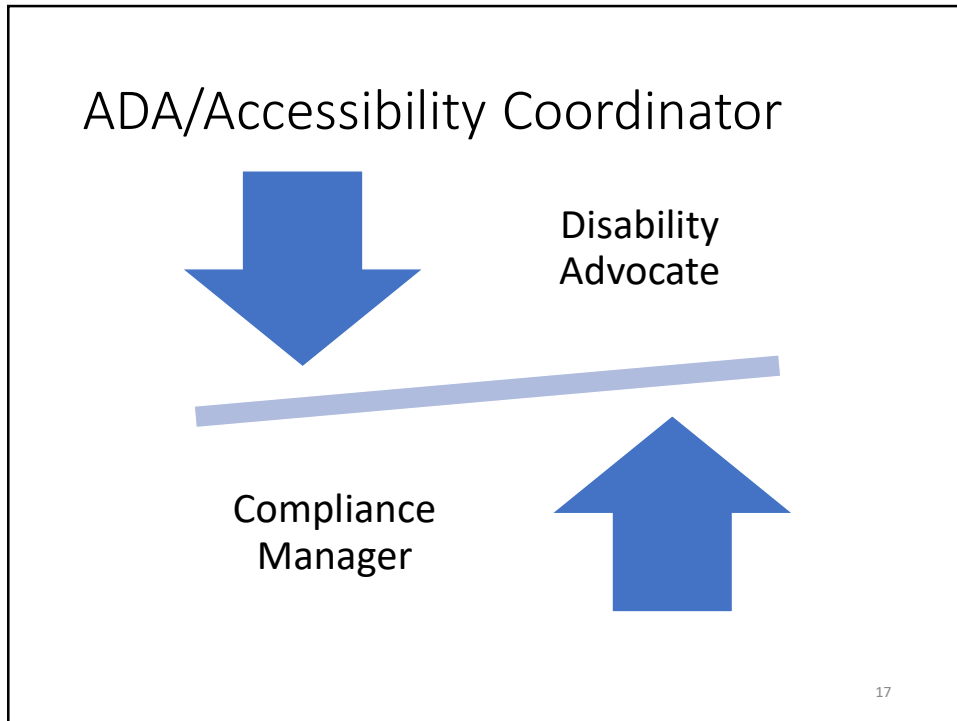 ADA/Accessibility Coordinator
Disability
Advocate
Compliance
Manager
17